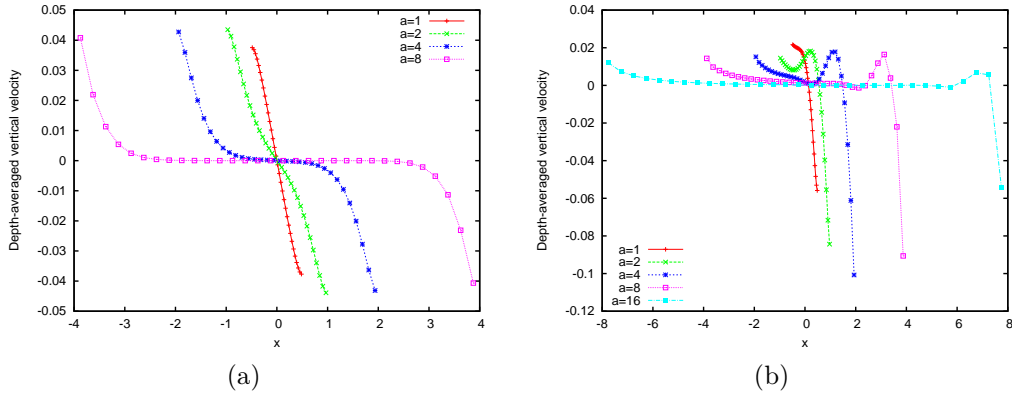 0.05
0.04
0.03
0.02
0.01
0
-0.01
-0.02
-0.03
-0.04
-0.05
-4
-3
-2
-1
0
1
2
3
4
Depth-averaged vertical velocity
x
a=1
a=2
a=4
a=8
(a)
0.04
0.02
0
-0.02
-0.04
-0.06
-0.08
-0.1
-0.12
-8
-6
-4
-2
0
2
4
6
8
Depth-averaged vertical velocity
x
a=1
a=2
a=4
a=8
a=16
(b)